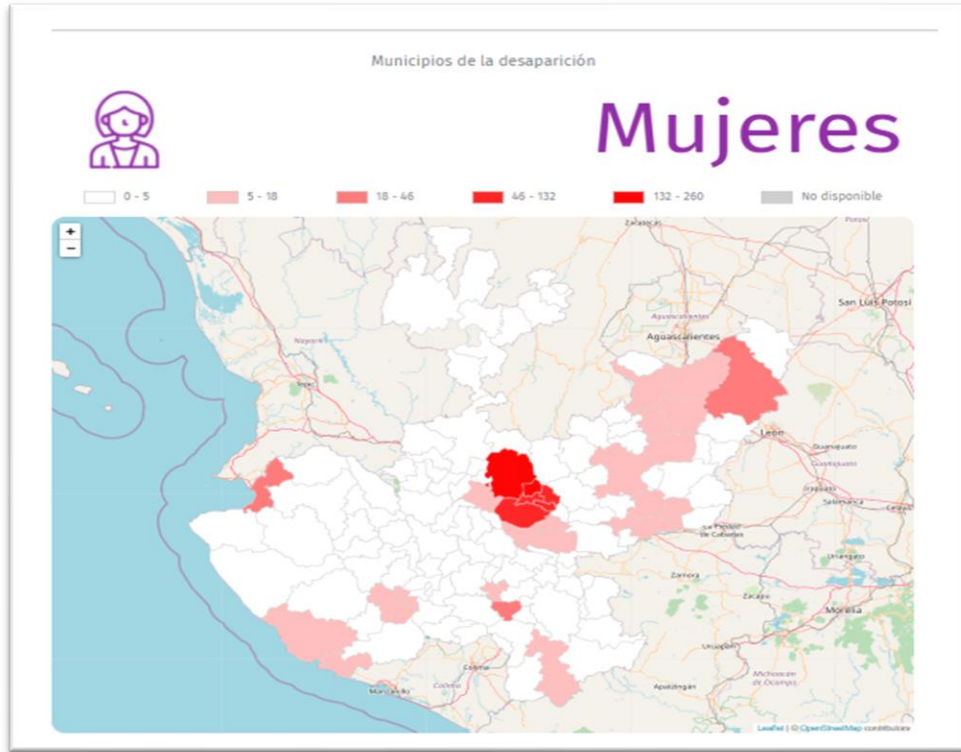 Municipios de la desaparición
Mujeres
0 - 5
5 - 18
18 - 46
46 - 132
132 - 260
No disponible
+
−
Zacatecas
Potosí
San Luis Potosí
Aguascalientes
Aguascalientes
Nayarit
Tepic
León
Guanajuato
Guanajuato
Irapuato
Salamanca
Celaya
La Piedad
de Cabadas
Uriangato
Zamora
Zacapu
Morelia
Uruapan
Colima
Colima
Manzanillo
Apatzingán
Michoacán
de Ocampo
Leaflet | © OpenStreetMap contributors